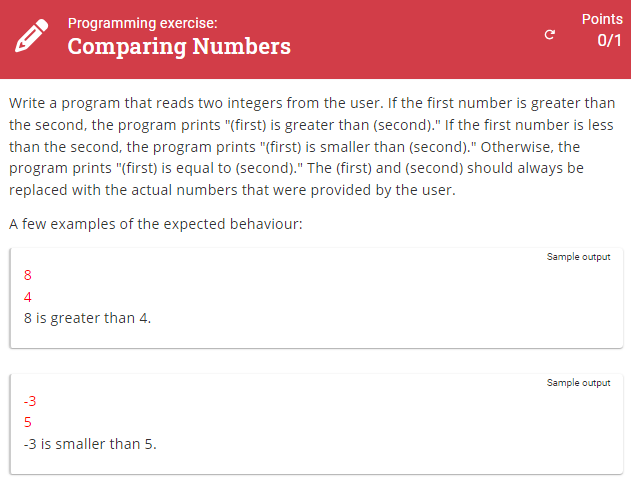 Programming exercise:
Comparing Numbers
Points
0/1
Write a program that reads two integers from the user. If the first number is greater than
the second, the program prints "(first) is greater than (second)." If the first number is less
than the second, the program prints "(first) is smaller than (second)." Otherwise, the
program prints "(first) is equal to (second)." The (first) and (second) should always be
replaced with the actual numbers that were provided by the user.
A few examples of the expected behaviour:
Sample output
8
4
8 is greater than 4.
Sample output
-3
5
-3 is smaller than 5.